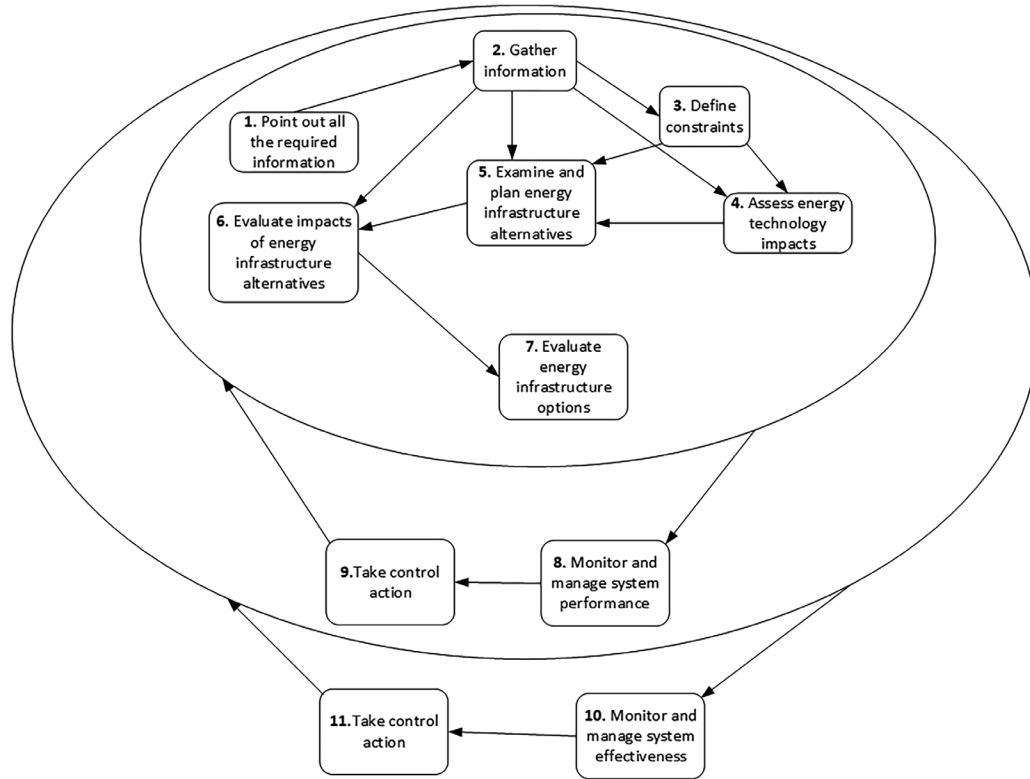 2. Gather
information
3. Define
constraints
1. Point out all
the required
information
5. Examine and
plan energy
infrastructure
alternatives
4. Assess energy
technology
impacts
6. Evaluate impacts
of energy
infrastructure
alternatives
7. Evaluate
energy
infrastructure
options
9.Take control
action
8. Monitor and
manage system
performance
11.Take control
action
10. Monitor and
manage system
effectiveness